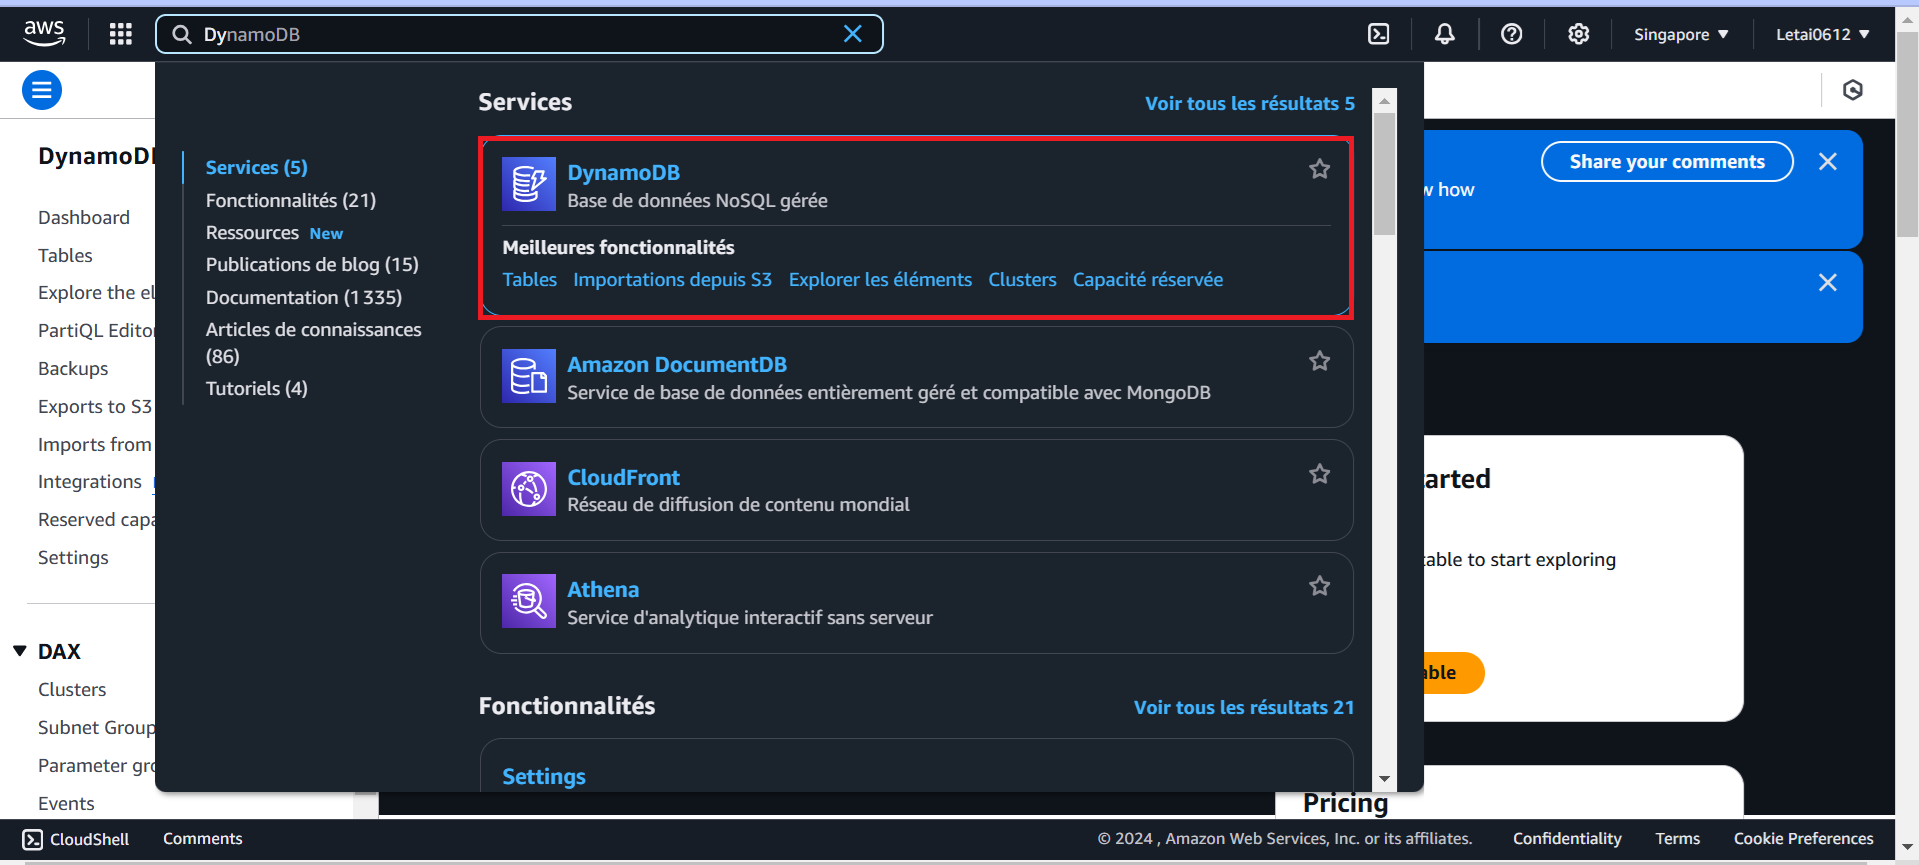 aws
DynamoDB
Singapore ▼
Letai0612 ▼
DynamoDB
Dashboard
Tables
Explore the el
PartiQL Editor
Backups
Exports to S3
Imports from
Integrations
Reserved capa
Settings
DAX
Clusters
Subnet Group
Parameter gro
Events
Services (5)
Fonctionnalités (21)
Ressources New
Publications de blog (15)
Documentation (1 335)
Articles de connaissances
(86)
Tutoriels (4)
Services
Voir tous les résultats 5
DynamoDB
Base de données NoSQL gérée
Meilleures fonctionnalités
Tables Importations depuis S3 Explorer les éléments Clusters Capacité réservée
Amazon DocumentDB
Service de base de données entièrement géré et compatible avec MongoDB
CloudFront
Réseau de diffusion de contenu mondial
Athena
Service d'analytique interactif sans serveur
Fonctionnalités
Voir tous les résultats 21
Settings
Share your comments
w how
arted
able to start exploring
able
Pricing
CloudShell
Comments
© 2024 , Amazon Web Services, Inc. or its affiliates.
Confidentiality
Terms
Cookie Preferences